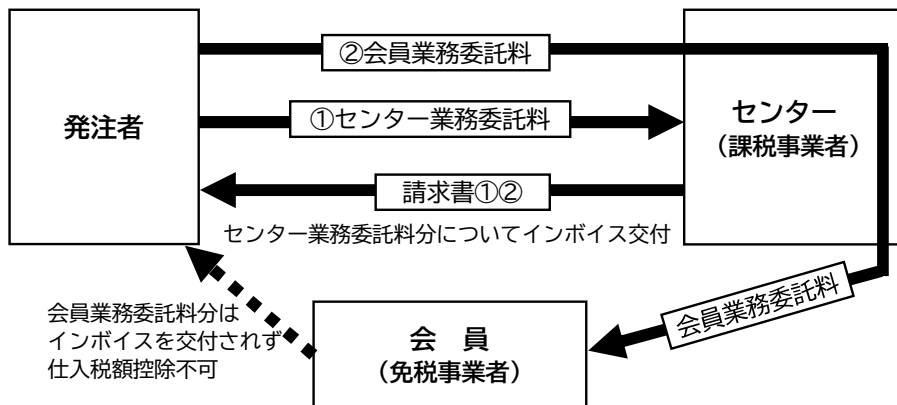 ②会員業務委託料
発注者
①センター業務委託料
センター
（課税事業者）
請求書①②
センター業務委託料分についてインボイス交付
会員業務委託料
会員業務委託料分は
インボイスを交付されず
仕入税額控除不可
会　員
（免税事業者）